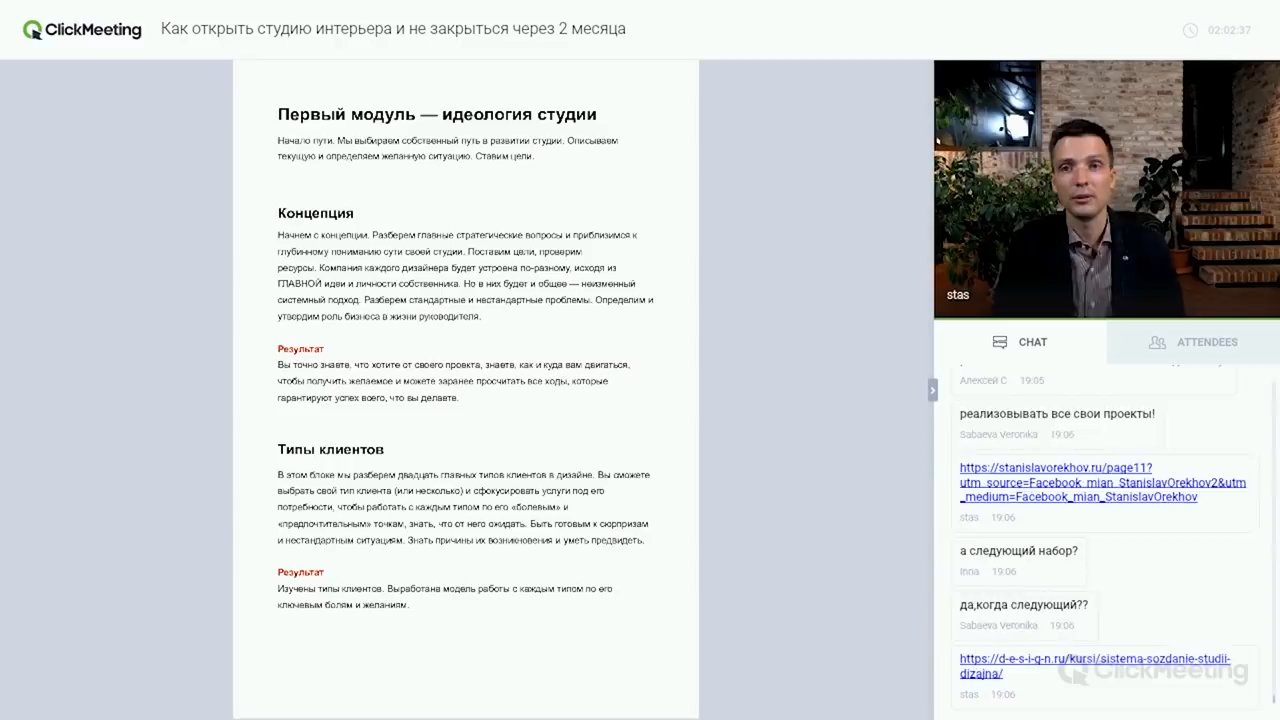 ClickMeeting
Как открыть студию интерьера и не закрыться через 2 месяца
02:02:37
Первый модуль — идеология студии
Начало пути. Мы выбираем собственный путь в развитии студии. Описываем
текущую и определяем желанную ситуацию. Ставим цели.
Концепция
Начнем с концепции. Разберем главные стратегические вопросы и приблизимся к
глубинному пониманию сути своей студии. Поставим цели, проверим
ресурсы. Компания каждого дизайнера будет устроена по-разному, исходя из
ГЛАВНОЙ идеи и личности собственника. Но в них будет и общее — неизменный
системный подход. Разберем стандартные и нестандартные проблемы. Определим и
утвердим роль бизнеса в жизни руководителя.
Результат
Вы точно знаете, что хотите от своего проекта, знаете, как и куда вам двигаться,
чтобы получить желаемое и можете заранее просчитать все ходы, которые
гарантируют успех всего, что вы делаете.
Типы клиентов
В этом блоке мы разберем двадцать главных типов клиентов в дизайне. Вы сможете
выбрать свой тип клиента (или несколько) и сфокусировать услуги под его
потребности, чтобы работать с каждым типом по его «болевым» и
«предпочтительным» точкам, знать, что от него ожидать. Быть готовым к сюрпризам
и нестандартным ситуациям. Знать причины их возникновения и уметь предвидеть.
Результат
Изучены типы клиентов. Выработана модель работы с каждым типом по его
ключевым болям и желаниям.
stas
CHAT
ATTENDEES
Алексей С 19:05
реализовывать все свои проекты!
Sabaeva Veronika 19:06
https://stanislavorekhov.ru/page11?
utm_source=Facebook_mian_StanislavOrekhov2&utm
_medium=Facebook_mian_StanislavOrekhov
stas 19:06
а следующий набор?
Inna 19:06
да,когда следующий??
Sabaeva Veronika 19:06
https://d-e-s-i-g-n.ru/kursi/sistema-sozdanie-studii-
dizajna/
stas 19:06
ClickMeeting